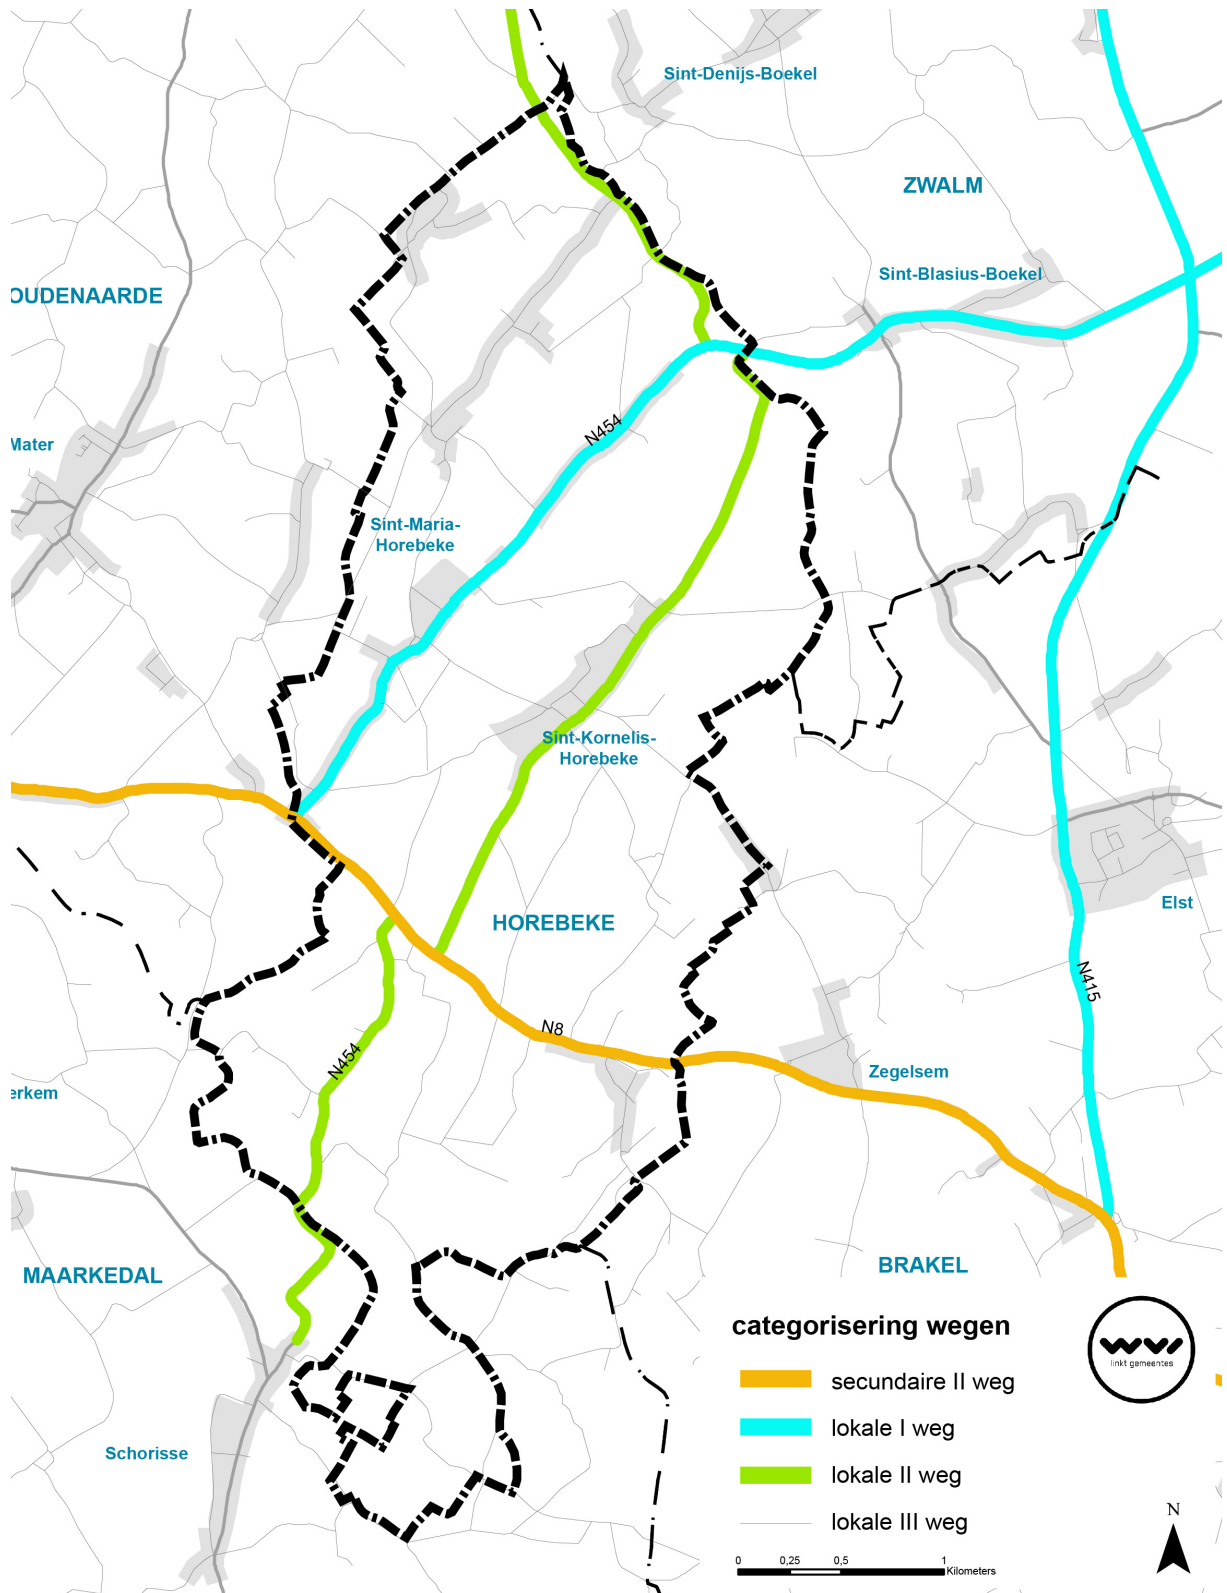 Sint-Denijs-Boekel
ZWALM
Sint-Blasius-Boekel
OUDENAARDE
N454
Mater
Sint-Maria-
Horebeke
Sint-Kornelis-
Horebeke
Elst
HOREBEKE
N415
N8
N454
Zegelsem
erkem
BRAKEL
MAARKEDAL
Schorisse
categorisering wegen
secundaire II weg
lokale I weg
lokale II weg
lokale III weg
wvi
linkt gemeentes
N
0 0,25 0,5 1
Kilometers